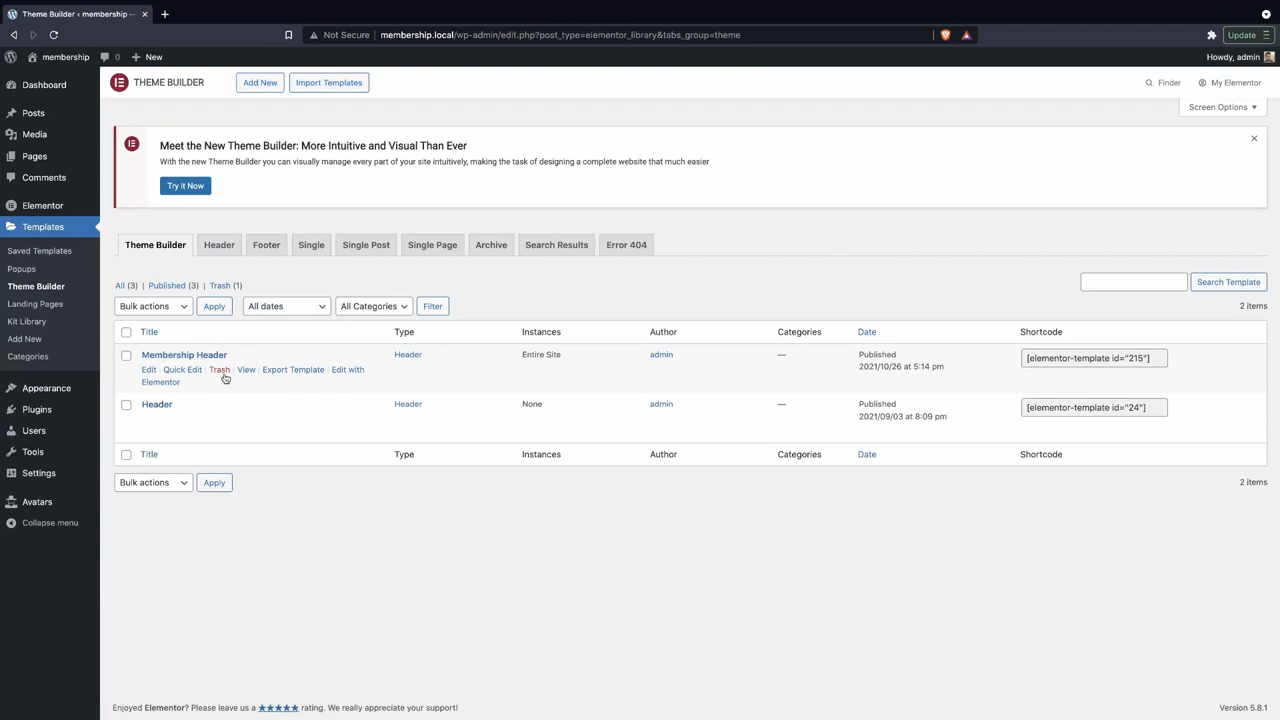 Theme Builder ‹ membership —
Not Secure membership.local/wp-admin/edit.php?post_type=elementor_library&tabs_group=theme Update
membership 0 New Howdy, admin
Dashboard
Posts
Media
Pages
Comments
Elementor
Templates
Saved Templates
Popups
Theme Builder
Landing Pages
Kit Library
Add New
Categories
Appearance
Plugins
Users
Tools
Settings
Avatars
Collapse menu
THEME BUILDER Add New Import Templates Finder My Elementor
Screen Options
Meet the New Theme Builder: More Intuitive and Visual Than Ever
With the new Theme Builder you can visually manage every part of your site intuitively, making the task of designing a complete website that much easier
Try it Now
Theme Builder Header Footer Single Single Post Single Page Archive Search Results Error 404
All (3) | Published (3) | Trash (1) Search Template
Bulk actions Apply All dates All Categories Filter 2 items
Title Type Instances Author Categories Date Shortcode
Membership Header Header Entire Site admin — Published [elementor-template id="215"]
2021/10/26 at 5:14 pm
Edit | Quick Edit | Trash | View | Export Template | Edit with
Elementor
Header Header None admin — Published [elementor-template id="24"]
2021/09/03 at 8:09 pm
Title Type Instances Author Categories Date Shortcode
Bulk actions Apply 2 items
Enjoyed Elementor? Please leave us a ★★★★★ rating. We really appreciate your support! Version 5.8.1